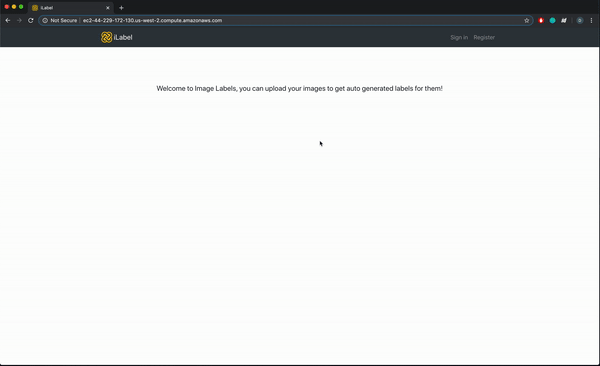 iLabel
Not Secure | ec2-44-229-172-130.us-west-2.compute.amazonaws.com
iLabel
Sign in Register
Welcome to Image Labels, you can upload your images to get auto generated labels for them!